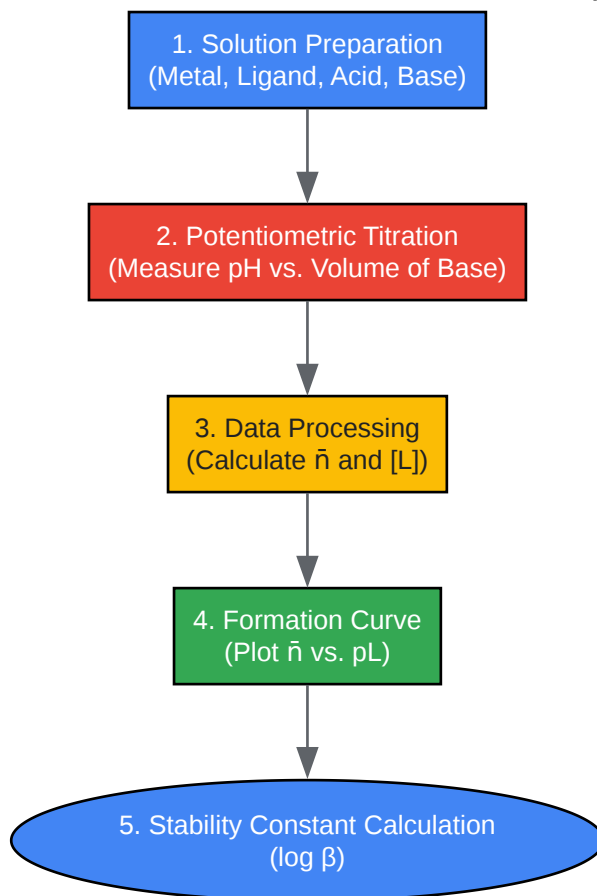 1. Solution Preparation
(Metal, Ligand, Acid, Base)
2. Potentiometric Titration
(Measure pH vs. Volume of Base)
3. Data Processing
(Calculate n̄ and [L])
4. Formation Curve
(Plot n̄ vs. pL)
5. Stability Constant Calculation
(log β)